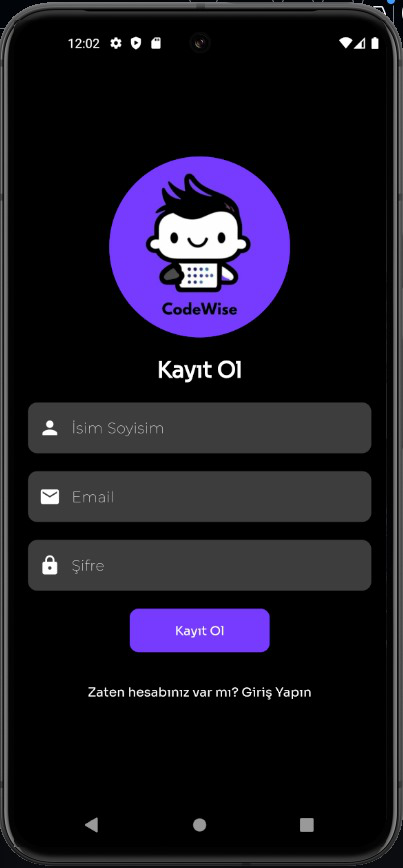 12:02
CodeWise
Kayıt Ol
İsim Soyisim
Email
Şifre
Kayıt Ol
Zaten hesabınız var mı? Giriş Yapın